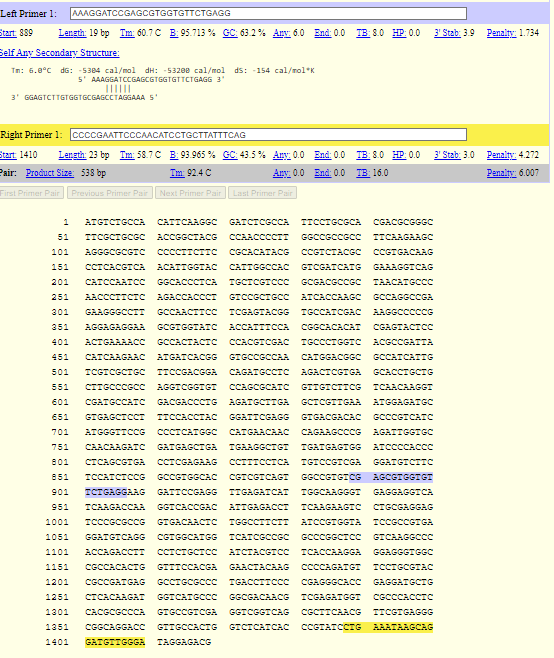 Left Primer 1: AAAGGATCCGAGCGTGGTGTTCTGAGG
Start: 889 Length: 19 bp Tm: 60.7 C B: 95.713 % GC: 63.2 % Any: 6.0 End: 0.0 TB: 8.0 HP: 0.0 3' Stab: 3.9 Penalty: 1.734
Self Any Secondary Structure:
Tm: 6.0°C dG: -5304 cal/mol dH: -53200 cal/mol dS: -154 cal/mol*K
5' AAAGGATCCGAGCGTGGTGTTCTGAGG 3'
||||||
3' GGAGTCTTGTGGTGCGAGCCTAGGAAA 5'
Right Primer 1: CCCCGAATTCCCAACATCCTGCTTATTTCAG
Start: 1410 Length: 23 bp Tm: 58.7 C B: 93.965 % GC: 43.5 % Any: 0.0 End: 0.0 TB: 8.0 HP: 0.0 3' Stab: 3.0 Penalty: 4.272
Pair: Product Size: 538 bp Tm: 92.4 C Any: 0.0 End: 0.0 TB: 16.0 Penalty: 6.007
First Primer Pair Previous Primer Pair Next Primer Pair Last Primer Pair
1 ATGTCTGCCA CATTCAAGGC GATCTCGCCA TTCCTGCGCA CGACGCGGGC
51 TTCGCTGCGC ACCGGCTACG CCAACCCCTT GGCCGCCGCC TTCAAGAAGC
101 AGGGCGCGTC CCCCTTCTTC CGCACATACG CCGTCTACGC CCGTGACAAG
151 CCTCACGTCA ACATTGGTAC CATTGGCCAC GTCGATCATG GAAAGGTCAG
201 CATCCAATCC GGCACCCTCA TGCTCGTCCC GCGACGCCGC TAACATGCCC
251 AACCCTTCTC AGACCACCCT GTCCGCTGCC ATCACCAAGC GCCAGGCCGA
301 GAAGGGCCTT GCCAACTTCC TCGAGTACGG TGCCATCGAC AAGGCCCCCG
351 AGGAGAGGAA GCGTGGTATC ACCATTTCCA CGGCACACAT CGAGTACTCC
401 ACTGAAAACC GCCACTACTC CCACGTCGAC TGCCCTGGTC ACGCCGATTA
451 CATCAAGAAC ATGATCACGG GTGCCGCCAA CATGGACGGC GCCATCATTG
501 TCGTCGCTGC TTCCGACGGA CAGATGCCTC AGACTCGTGA GCACCTGCTG
551 CTTGCCCGCC AGGTCGGTGT CCAGCGCATC GTTGTCTTCG TCAACAAGGT
601 CGATGCCATC GACGACCCTG AGATGCTTGA GCTCGTTGAA ATGGAGATGC
651 GTGAGCTCCT TTCCACCTAC GGATTCGAGG GTGACGACAC GCCCGTCATC
701 ATGGGTTCCG CCCTCATGGC CATGAACAAC CAGAAGCCCG AGATTGGTGC
751 CAACAAGATC GATGAGCTGA TGAAGGCTGT TGATGAGTGG ATCCCCACCC
801 CTCAGCGTGA CCTCGAGAAG CCTTTCCTCA TGTCCGTCGA GGATGTCTTC
851 TCCATCTCCG GCCGTGGCAC CGTCGTCAGT GGCCGTGTCG AGCGTGGTGT
901 TCTGAGGAAG GATTCCGAGG TTGAGATCAT TGGCAAGGGT GAGGAGGTCA
951 TCAAGACCAA GGTCACCGAC ATTGAGACCT TCAAGAAGTC CTGCGAGGAG
1001 TCCCGCGCCG GTGACAACTC TGGCCTTCTT ATCCGTGGTA TCCGCCGTGA
1051 GGATGTCAGG CGTGGCATGG TCATCGCCGC GCCCGGCTCC GTCAAGGCCC
1101 ACCAGACCTT CCTCTGCTCC ATCTACGTCC TCACCAAGGA GGAGGGTGGC
1151 CGCCACACTG GTTTCCACGA GAACTACAAG CCCCAGATGT TCCTGCGTAC
1201 CGCCGATGAG GCCTGCGCCC TGACCTTCCC CGAGGGCACC GAGGATGCTG
1251 CAGACAAGAT GGTCATGCCC GGCGACAACG TCGAGATGGT CGCCCACCTC
1301 CACGCGCCCA GTGCCGTCGA GGTCGGTCAG CGCTTCAACG TTCGTGAGGG
1351 CGGCAGGACC GTTGCCACTG GTCTCATCAC CCGTATCCTG AAATAAGCAG
1401 GATGTTGGGA TAGGAGACG